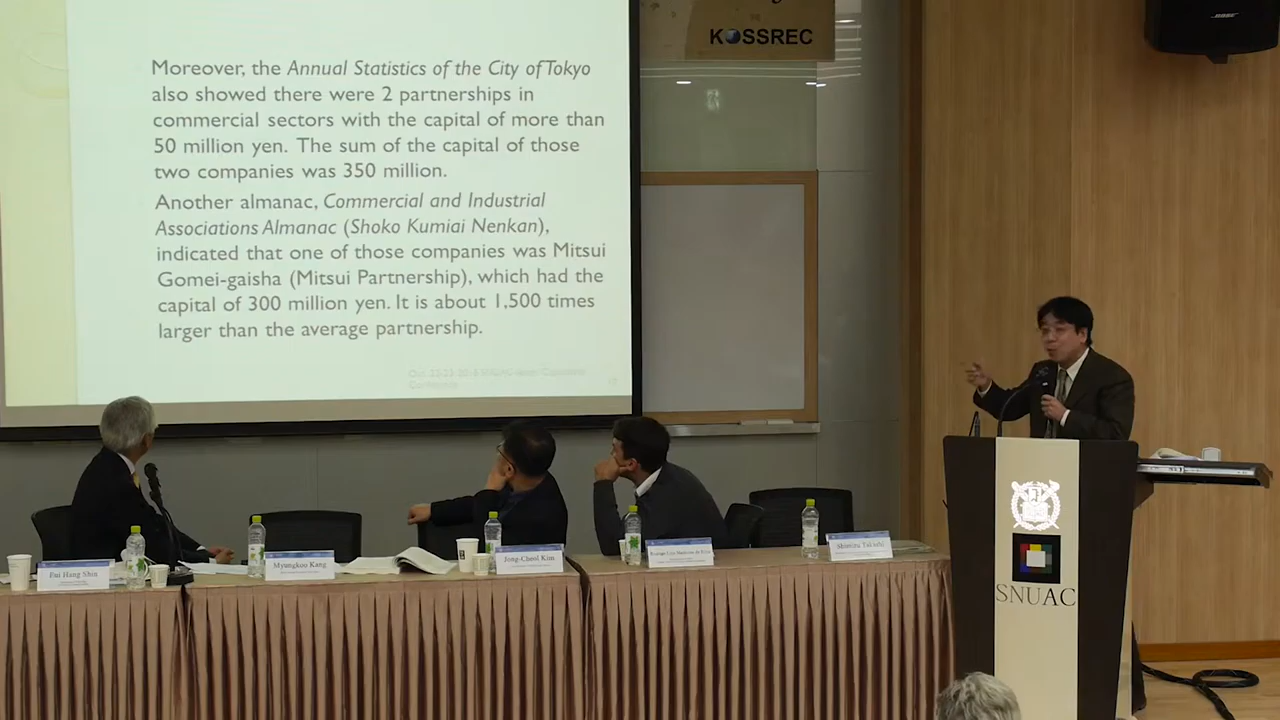 KOSSREC
BOSE
Moreover, the Annual Statistics of the City of Tokyo
also showed there were 2 partnerships in
commercial sectors with the capital of more than
50 million yen. The sum of the capital of those
two companies was 350 million.
Another almanac, Commercial and Industrial
Associations Almanac (Shoko Kumiai Nenkan),
indicated that one of those companies was Mitsui
Gomei-gaisha (Mitsui Partnership), which had the
capital of 300 million yen. It is about 1,500 times
larger than the average partnership.
Eui Hang Shin
Myungkoo Kang
Jong-Cheol Kim
SNUAC